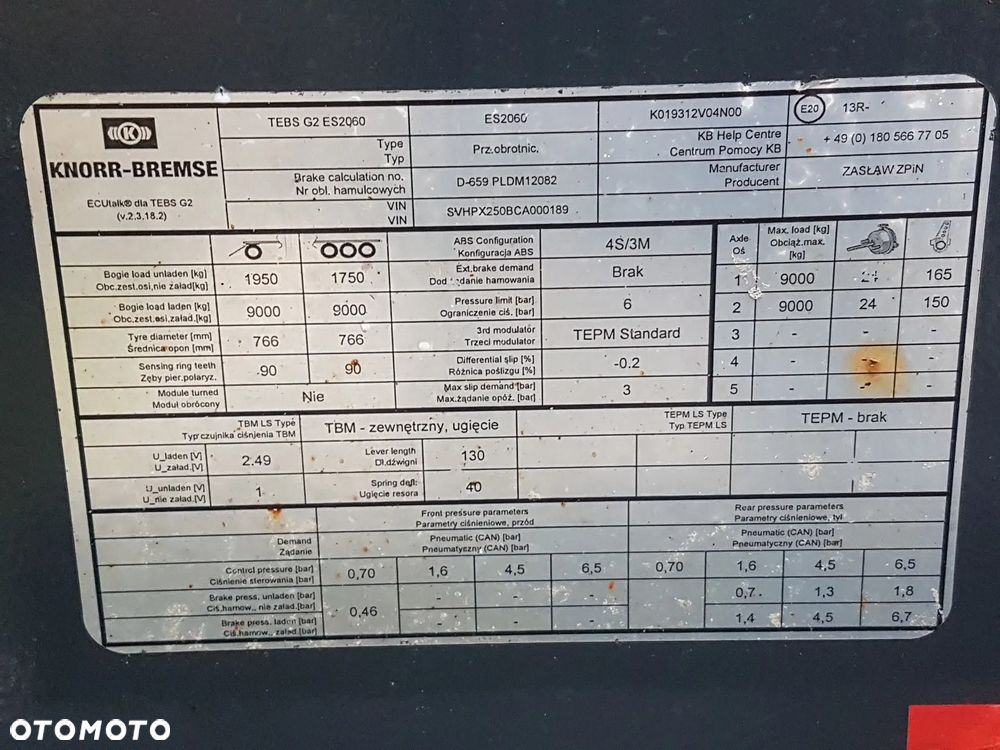 KNORR-BREMSE
ECUtalk® dla TEBS G2
(v.2,3,18.2)
TEBS G2 ES2060
ES2060
K019312V04N00
E20
13R-
Type
Typ
Prz.obrotnic.
KB Help Centre
Centrum Pomocy KB
+ 49 (0) 180 566 77 05
Brake calculation no.
Nr obl. hamulcowych
D-659 PLDM12082
Manufacturer
Producent
ZASŁAW ZPiN
VIN
VIN
SVHPX250BCA000189
ABS Configuration
Konfiguracja ABS
4S/3M
Axle
Oś
Max. load [kg]
Obciąż.max.
[kg]
Bogie load unladen [kg]
Obc.zest.osi,nie załad[kg]
1950
1750
Ext.brake demand
hamowania
Brak
1
9000
24
165
Bogie load laden [kg]
Obc.zest.osi,załad.[kg]
9000
9000
Pressure limit [bar]
Ograniczenie ciś. [bar]
6
2
9000
24
150
Tyre diameter [mm]
Średnica opon [mm]
766
766
3rd modulator
Trzeci modulator
TEPM Standard
3
-
-
-
Sensing ring teeth
Zęby pier.polaryz.
90
90
Differential slip [%]
Różnica poślizgu [%]
-0.2
4
-
-
-
Module turned
Moduł obrócony
Nie
Max slip demand [bar]
Max.żądanie opóź. [bar]
3
5
-
-
-
TBM LS Type
Typ czujnika ciśnienia TBM
TBM - zewnętrzny, ugięcie
TEPM LS Type
Typ TEPM LS
TEPM - brak
U_laden [V]
U_załad.[V]
2.49
Lever length
Dł.dźwigni
130
U_unladen [V]
U_nie załad.[V]
1
Spring defl:
Ugięcie resora
40
Front pressure parameters
Parametry ciśnieniowe, przód
Rear pressure parameters
Parametry ciśnieniowe, tył
Demand
Żądanie
Pneumatic (CAN) [bar]
Pneumatyczny (CAN) [bar]
Pneumatic (CAN) [bar]
Pneumatyczny (CAN) [bar]
Control pressure [bar]
Ciśnienie sterowania [bar]
0,70
1,6
4,5
6,5
0,70
1,6
4,5
6,5
Brake press, unladen [bar]
Ciś.hamow., nie załad.[bar]
0,46
-
-
-
0,7
1,3
1,8
Brake press. laden [bar]
Ciś.hamow., załad.[bar]
-
-
-
1,4
4,5
6,7
OTOMOTO